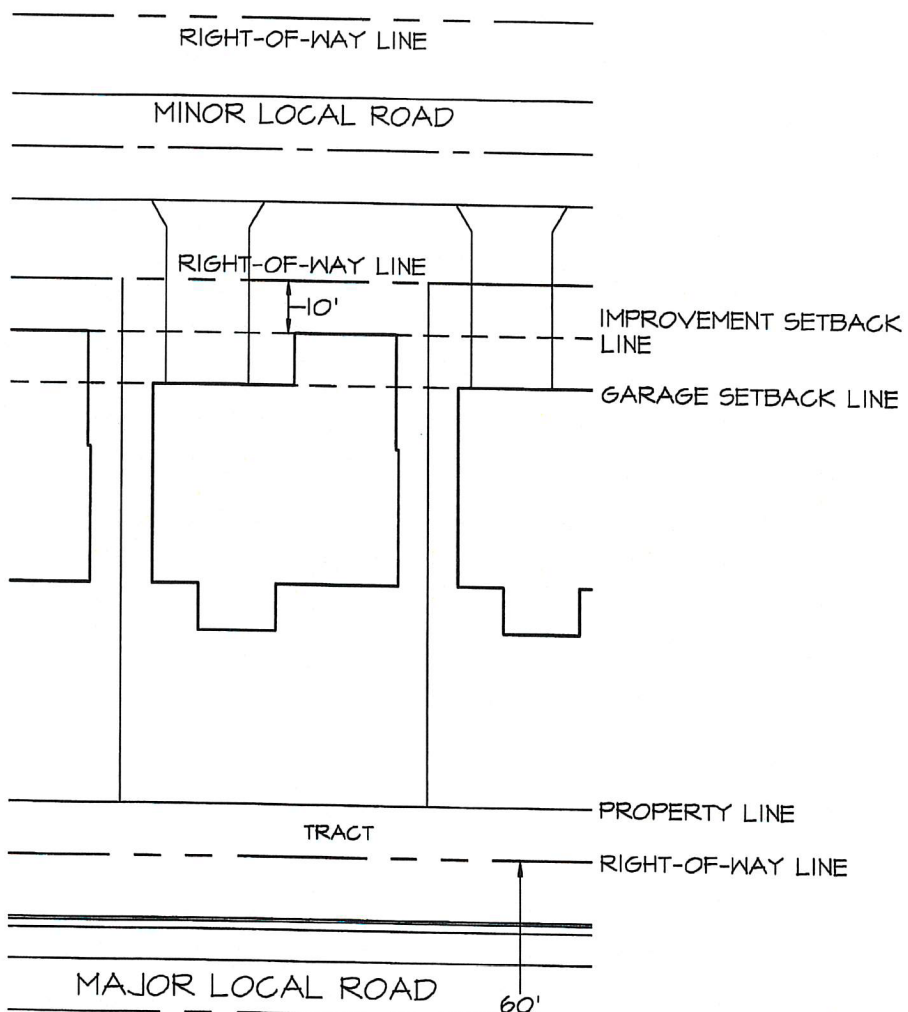 RIGHT-OF-WAY LINE
MINOR LOCAL ROAD
RIGHT-OF-WAY LINE
10'
IMPROVEMENT SETBACK
LINE
GARAGE SETBACK LINE
PROPERTY LINE
TRACT
RIGHT-OF-WAY LINE
MAJOR LOCAL ROAD
60'